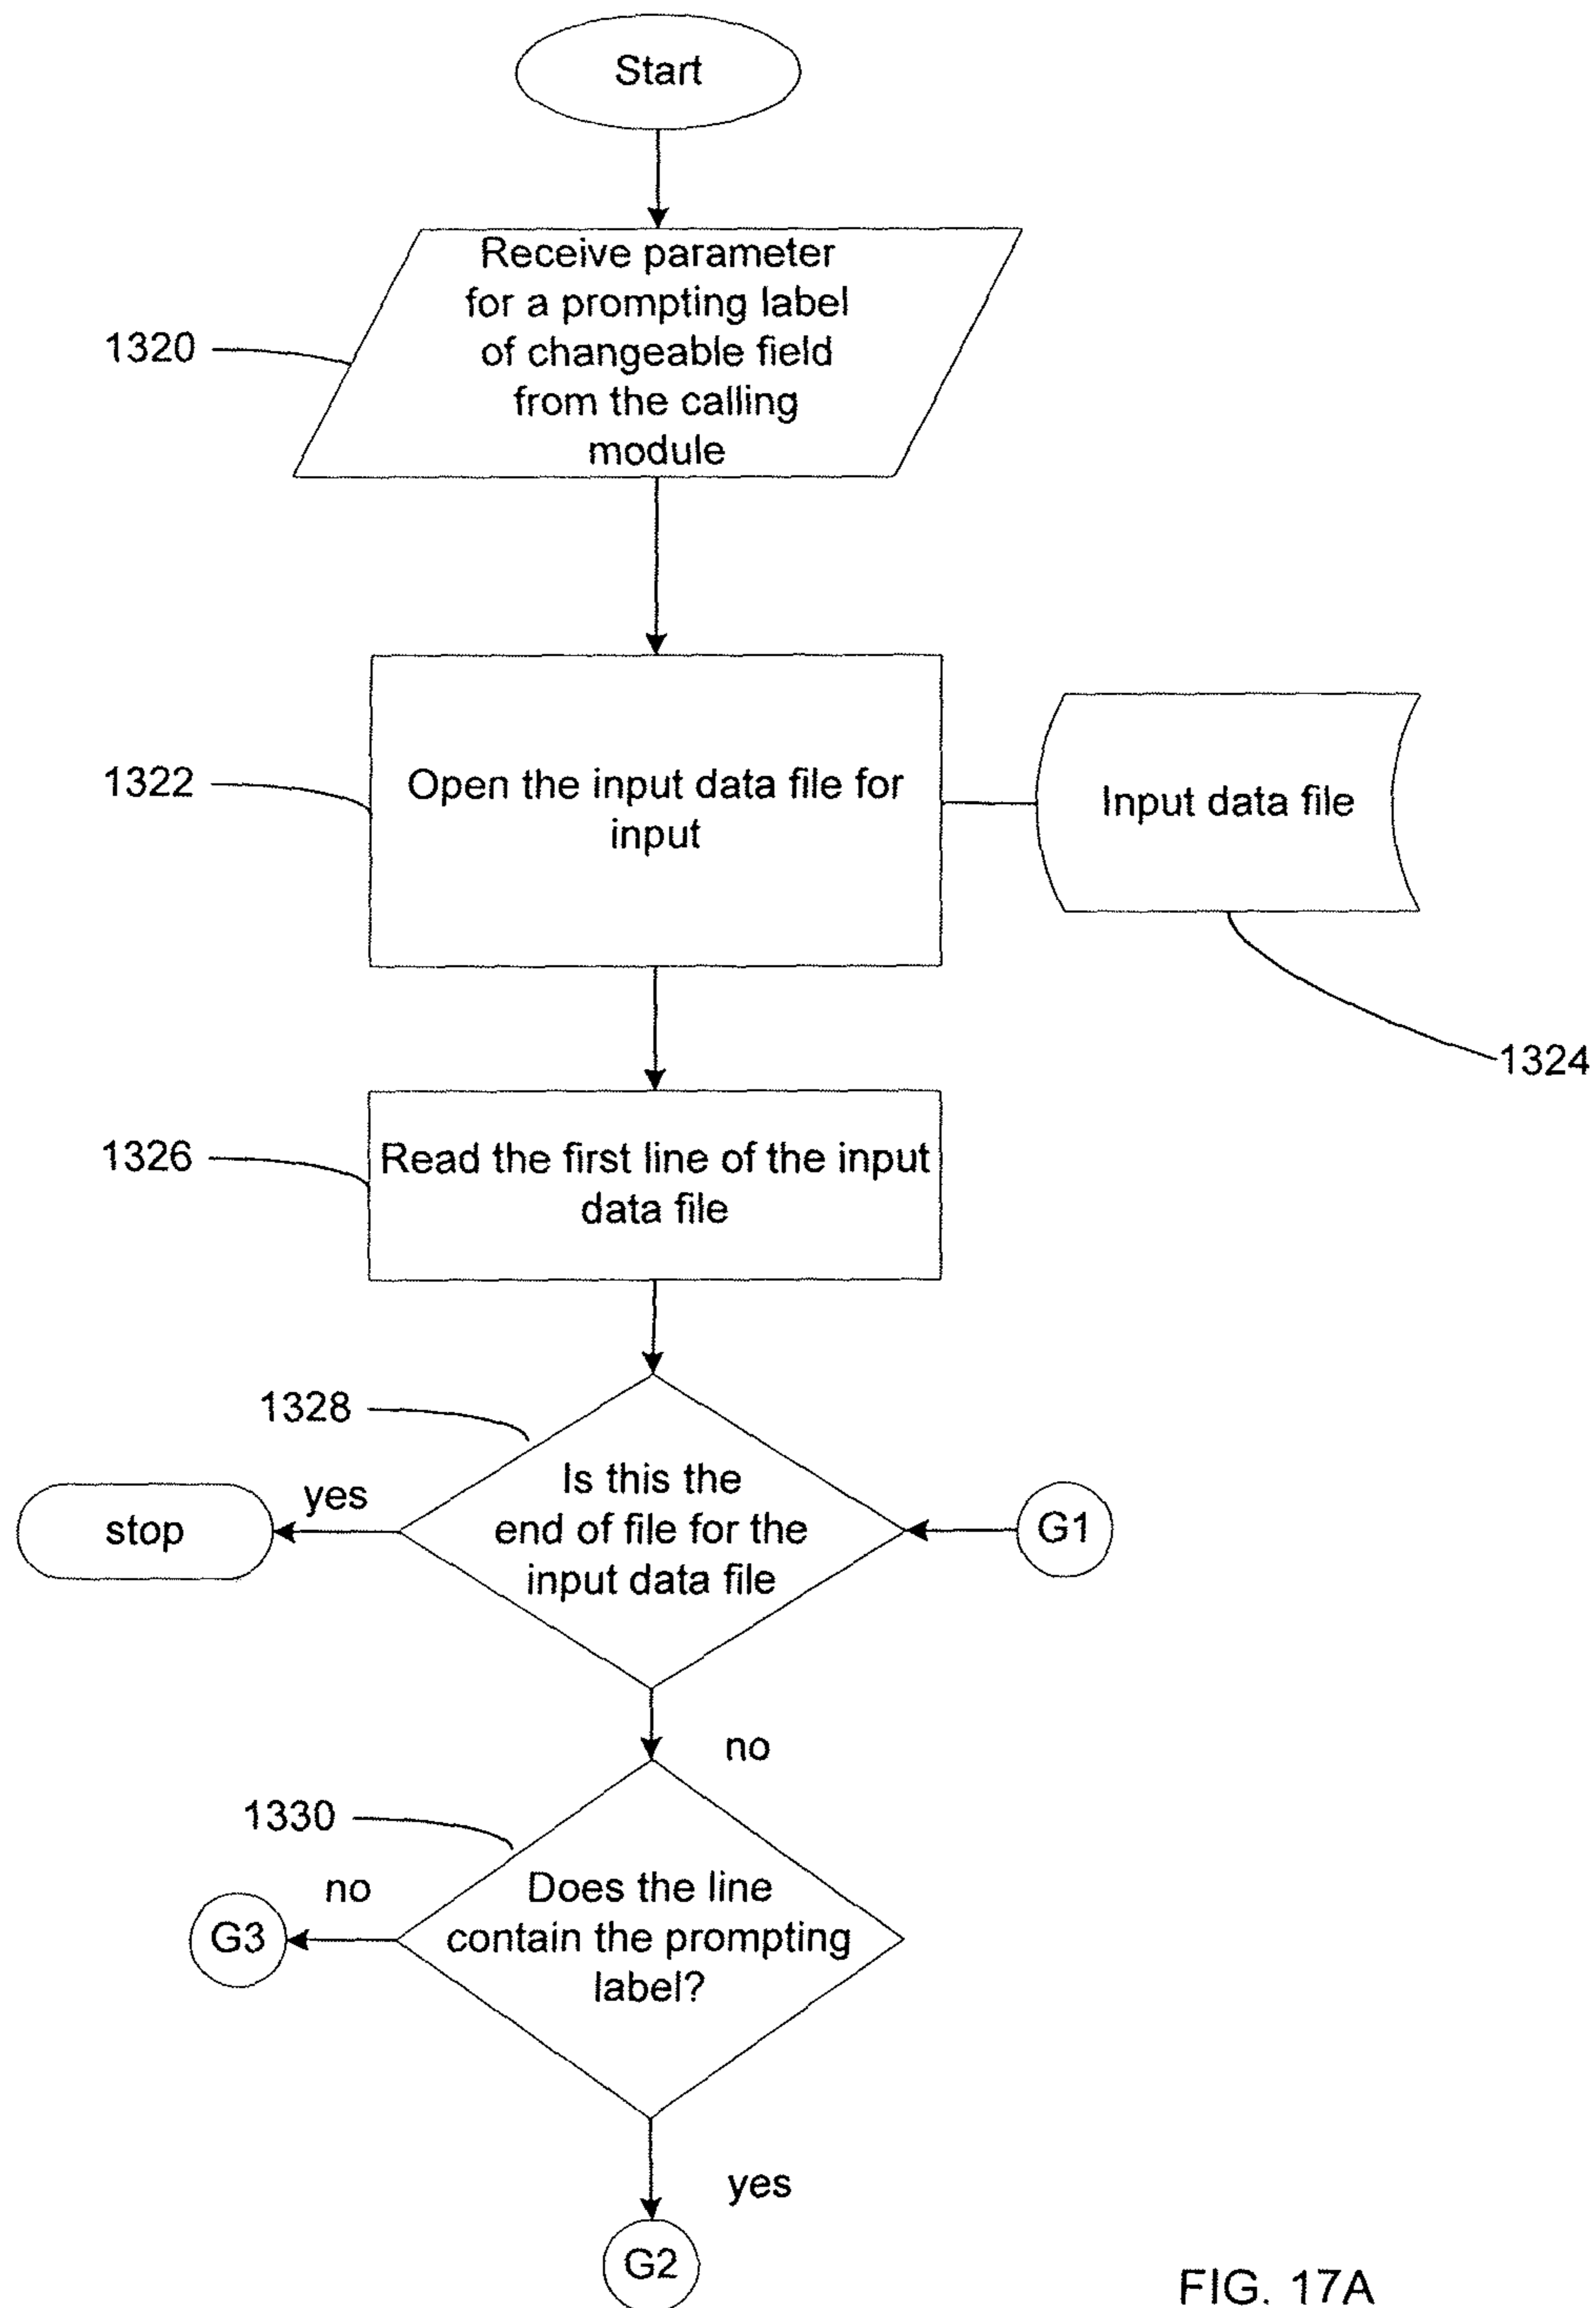 Start
Receive parameter
for a prompting label
of changeable field
from the calling
module
1320
Open the input data file for
input
1322
Input data file
1324
Read the first line of the input
data file
1326
1328
Is this the
end of file for the
input data file
yes
stop
G1
no
1330
Does the line
contain the prompting
label?
no
G3
yes
G2
FIG. 17A